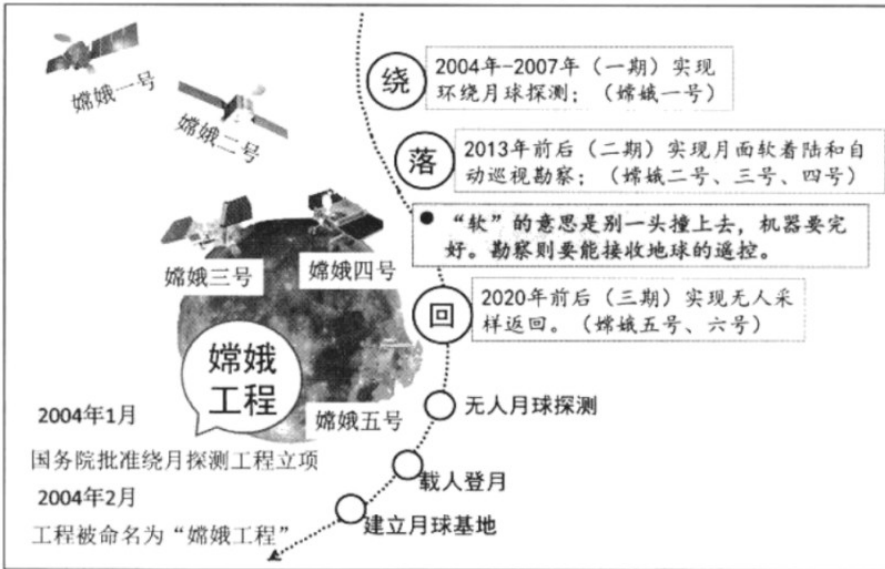 嫦娥一号
嫦娥二号
嫦娥三号
嫦娥四号
嫦娥
工程
嫦娥五号
2004年1月
国务院批准绕月探测工程立项
2004年2月
工程被命名为“嫦娥工程”
绕
2004年-2007年（一期）实现
环绕月球探测；（嫦娥一号）
落
2013年前后（二期）实现月面软着陆和自
动巡视勘察；（嫦娥二号、三号、四号）
● “软”的意思是别一头撞上去，机器要完
好。勘察则要能接收地球的遥控。
回
2020年前后（三期）实现无人采
样返回。（嫦娥五号、六号）
无人月球探测
载人登月
建立月球基地